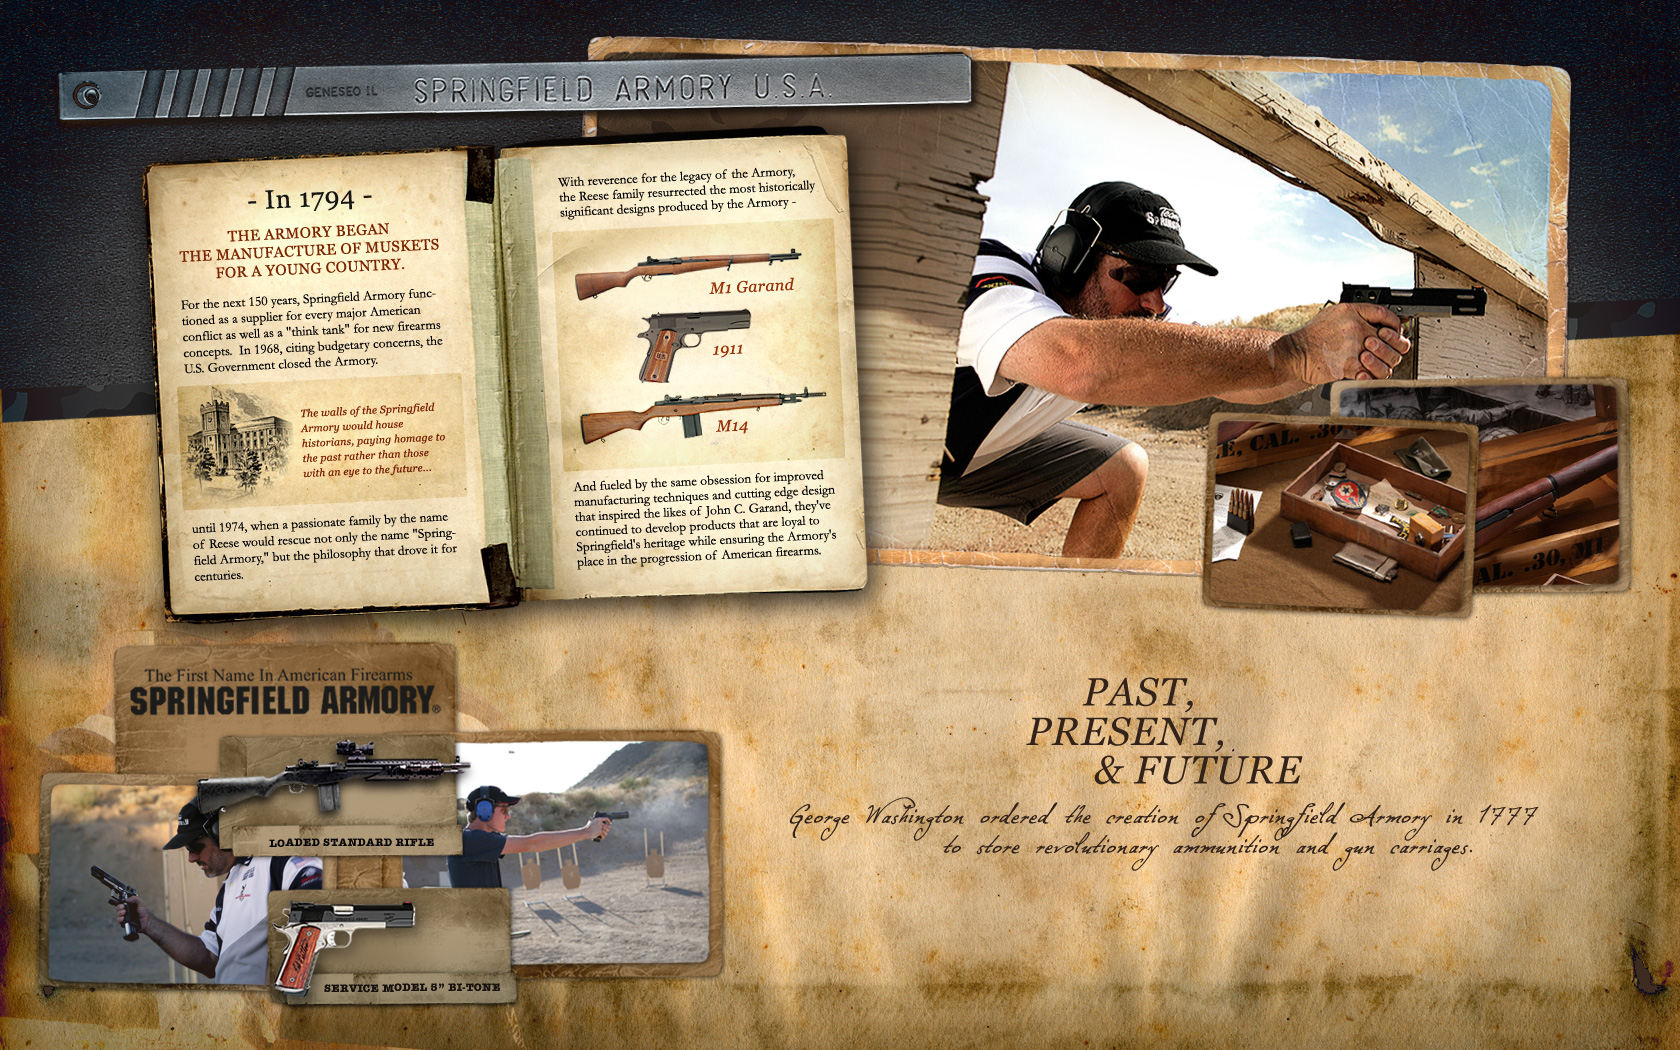 GENESEO IL SPRINGFIELD ARMORY U.S.A.
- In 1794 -
THE ARMORY BEGAN
THE MANUFACTURE OF MUSKETS
FOR A YOUNG COUNTRY.
For the next 150 years, Springfield Armory func-
tioned as a supplier for every major American
conflict as well as a "think tank" for new firearms
concepts. In 1968, citing budgetary concerns, the
U.S. Government closed the Armory.
The walls of the Springfield
Armory would house
historians, paying homage to
the past rather than those
with an eye to the future...
until 1974, when a passionate family by the name
of Reese would rescue not only the name "Spring-
field Armory," but the philosophy that drove it for
centuries.
With reverence for the legacy of the Armory,
the Reese family resurrected the most historically
significant designs produced by the Armory -
M1 Garand
1911
M14
And fueled by the same obsession for improved
manufacturing techniques and cutting edge design
that inspired the likes of John C. Garand, they've
continued to develop products that are loyal to
Springfield's heritage while ensuring the Armory's
place in the progression of American firearms.
Team
E. CAL. .30
CAL. .30, M1
The First Name In American Firearms
SPRINGFIELD ARMORY®
LOADED STANDARD RIFLE
SERVICE MODEL 5" BI-TONE
PAST,
PRESENT,
& FUTURE
George Washington ordered the creation of Springfield Armory in 1777
to store revolutionary ammunition and gun carriages.